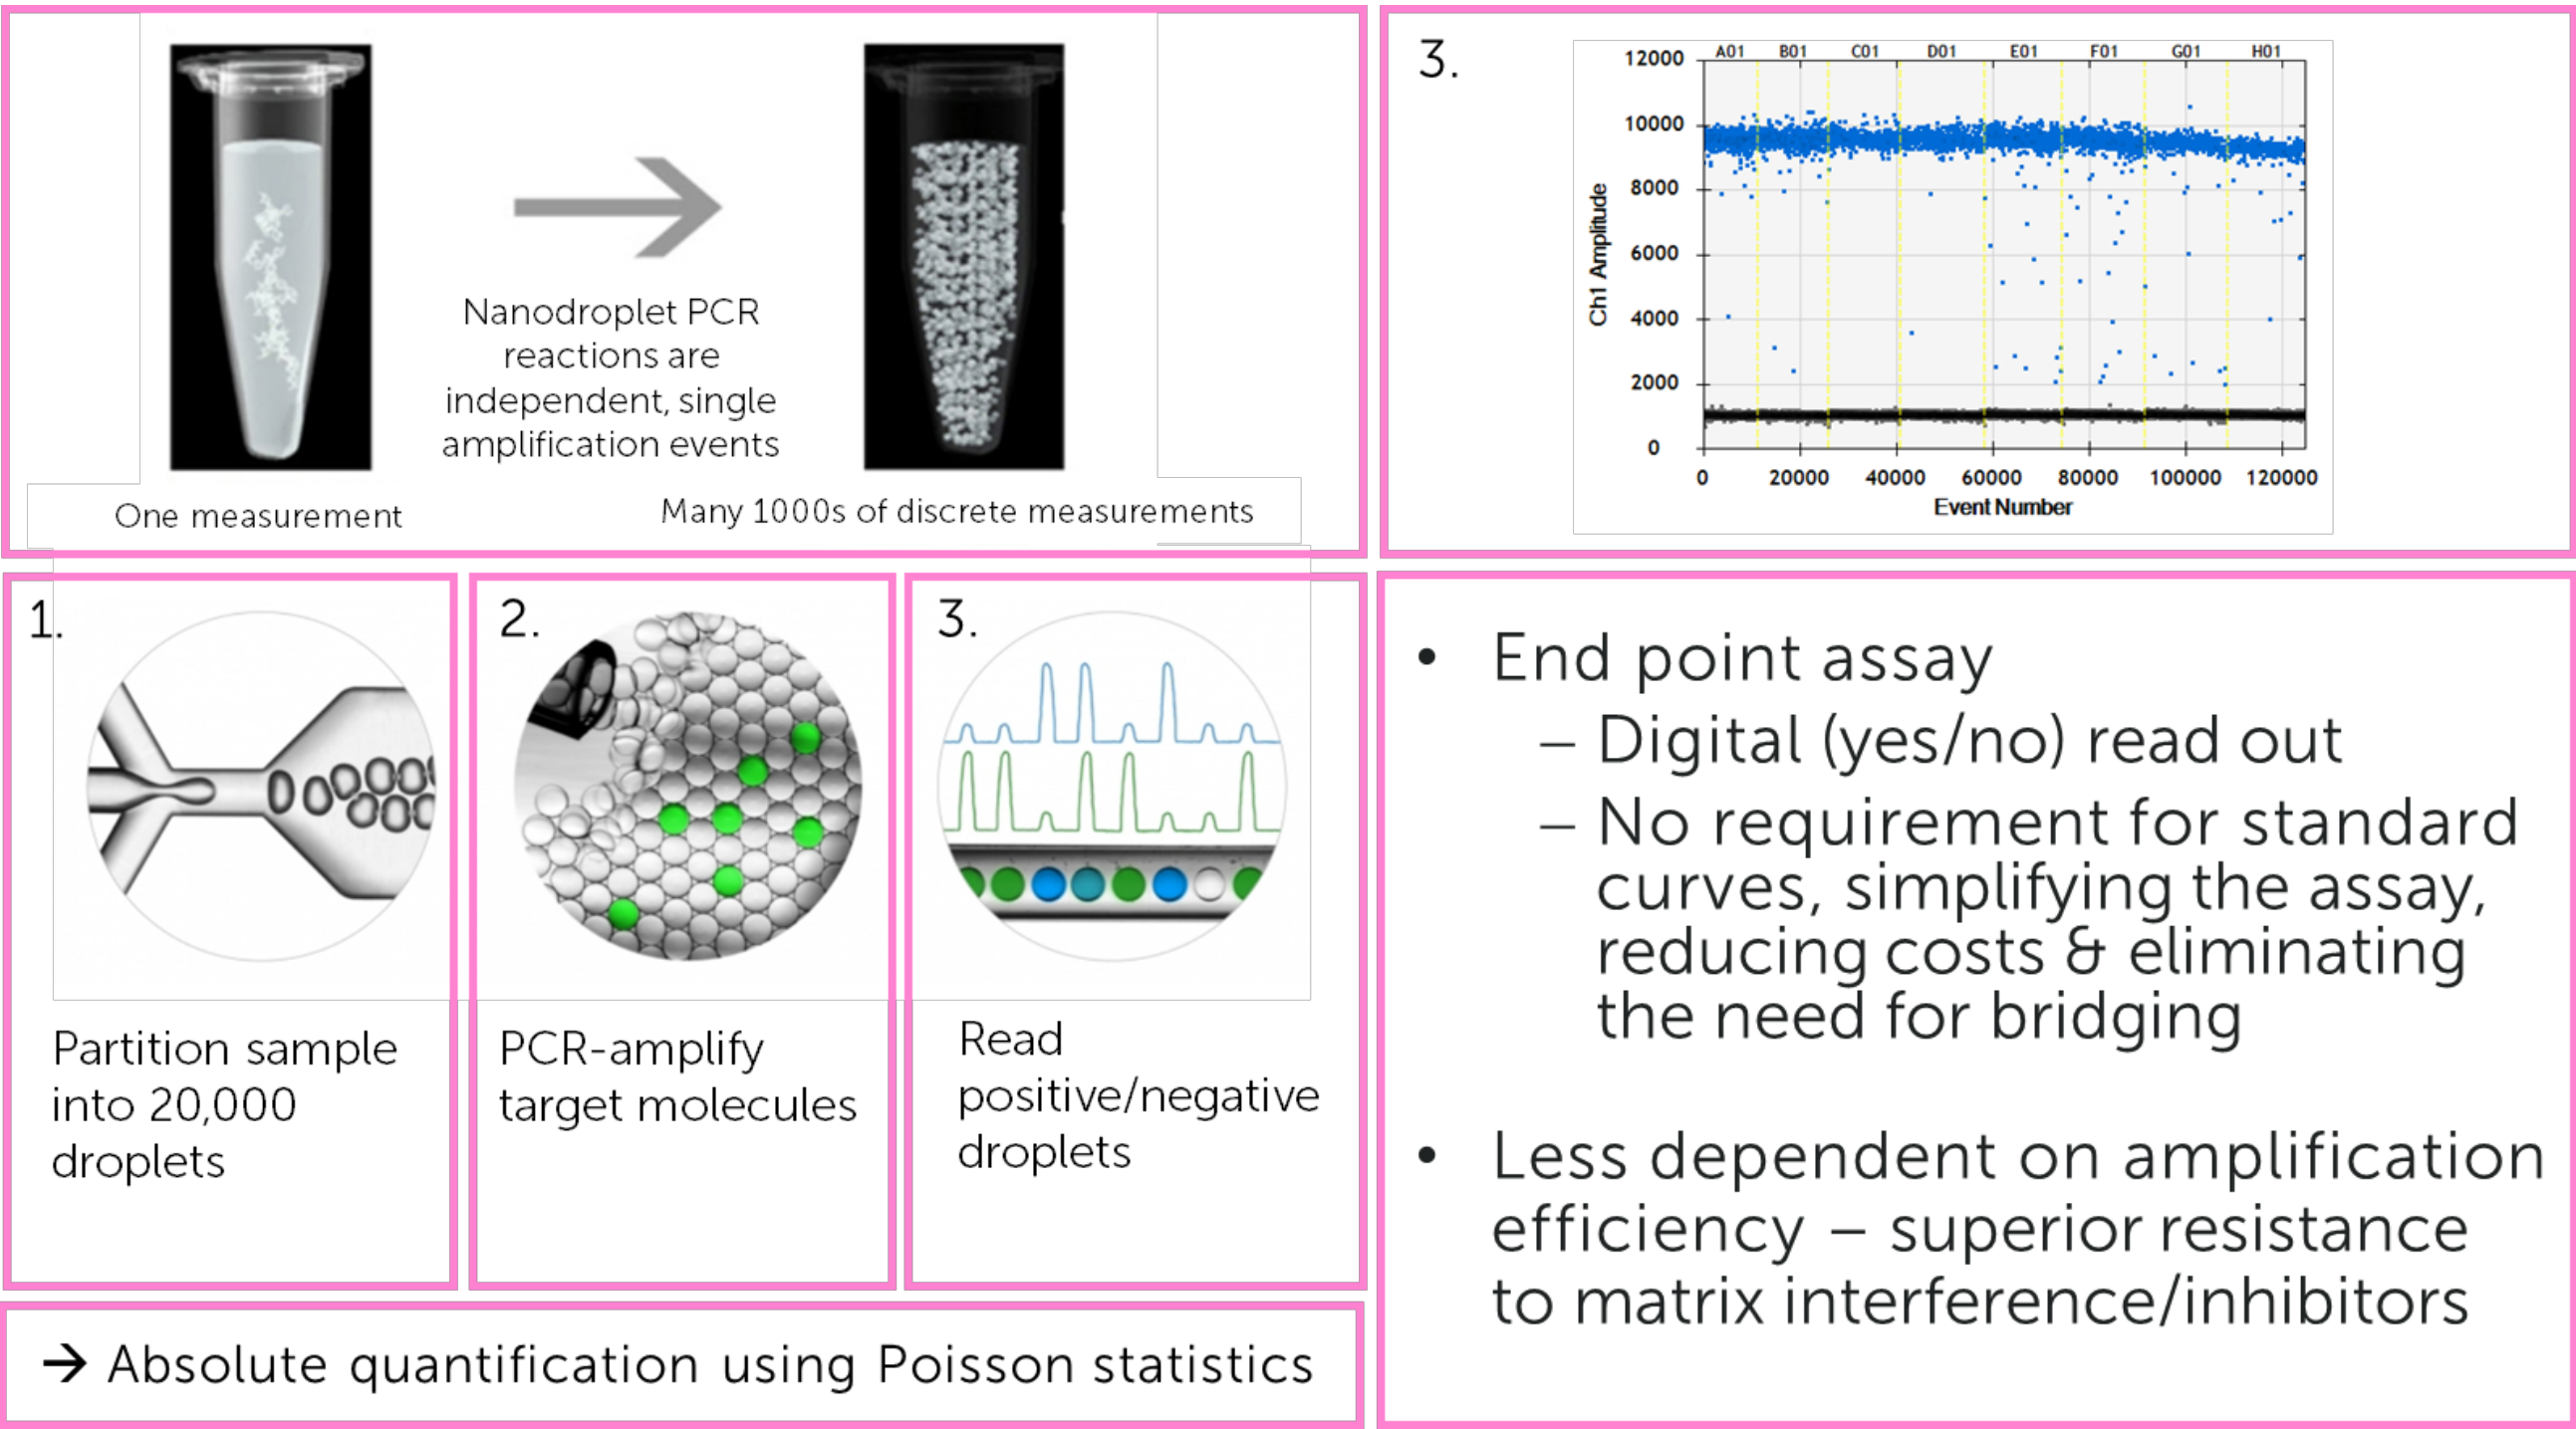 Nanodroplet PCR
reactions are
independent, single
amplification events
One measurement
Many 1000s of discrete measurements
3.
A01 B01 C01 D01 E01 F01 G01 H01
12000
10000
8000
6000
4000
2000
0
Ch1 Amplitude
0 20000 40000 60000 80000 100000 120000
Event Number
1.
Partition sample
into 20,000
droplets
2.
PCR-amplify
target molecules
3.
Read
positive/negative
droplets
→ Absolute quantification using Poisson statistics
• End point assay
– Digital (yes/no) read out
– No requirement for standard
curves, simplifying the assay,
reducing costs & eliminating
the need for bridging
• Less dependent on amplification
efficiency – superior resistance
to matrix interference/inhibitors